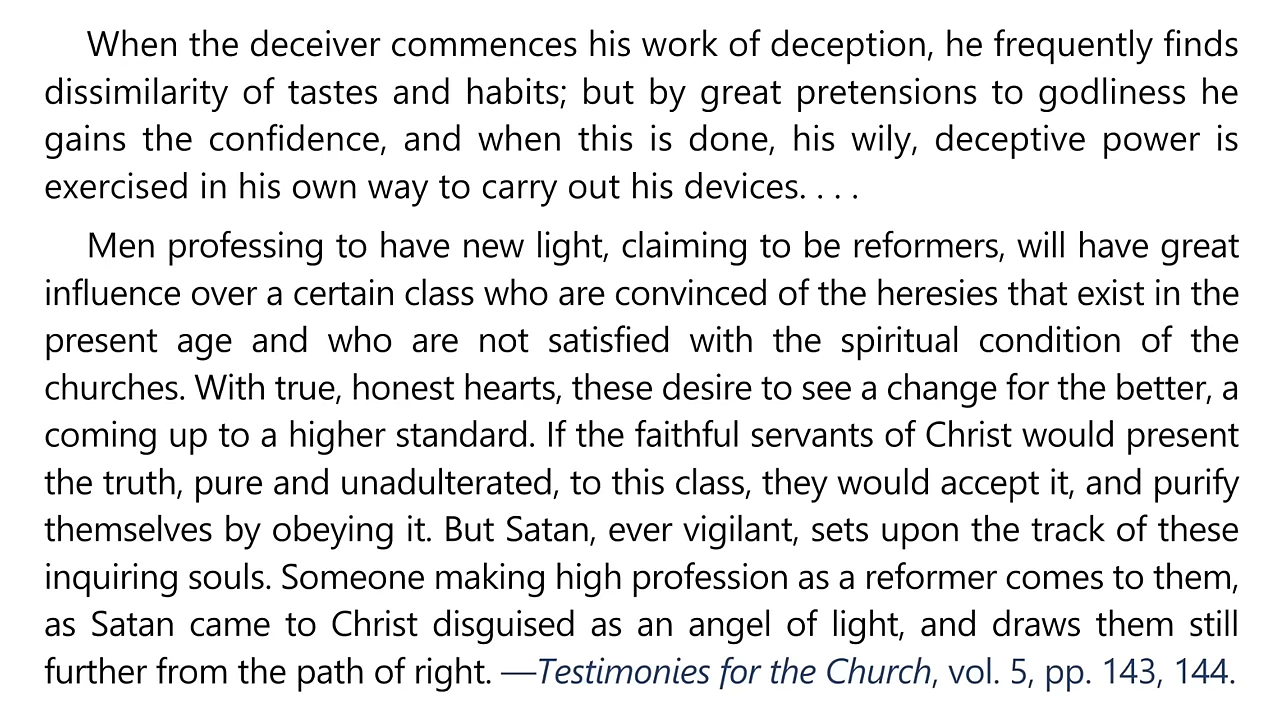 When the deceiver commences his work of deception, he frequently finds
dissimilarity of tastes and habits; but by great pretensions to godliness he
gains the confidence, and when this is done, his wily, deceptive power is
exercised in his own way to carry out his devices. . . .
Men professing to have new light, claiming to be reformers, will have great
influence over a certain class who are convinced of the heresies that exist in the
present age and who are not satisfied with the spiritual condition of the
churches. With true, honest hearts, these desire to see a change for the better, a
coming up to a higher standard. If the faithful servants of Christ would present
the truth, pure and unadulterated, to this class, they would accept it, and purify
themselves by obeying it. But Satan, ever vigilant, sets upon the track of these
inquiring souls. Someone making high profession as a reformer comes to them,
as Satan came to Christ disguised as an angel of light, and draws them still
further from the path of right. —Testimonies for the Church, vol. 5, pp. 143, 144.